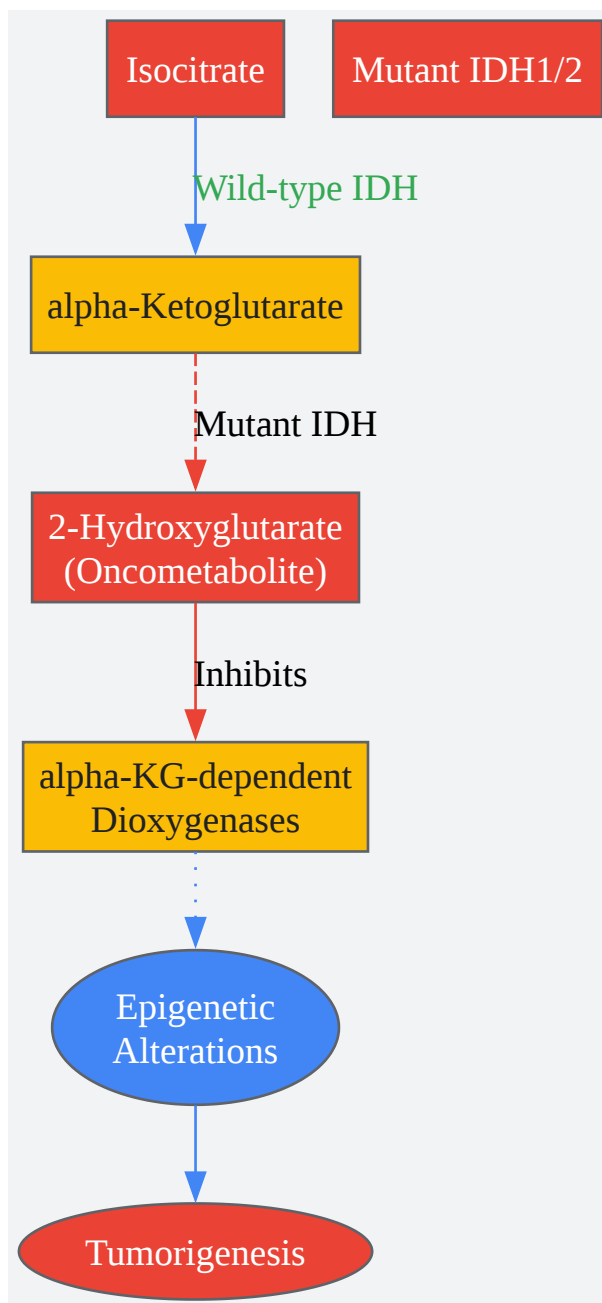 Isocitrate
Mutant IDH1/2
Wild-type IDH
alpha-Ketoglutarate
Mutant IDH
2-Hydroxyglutarate
(Oncometabolite)
Inhibits
alpha-KG-dependent
Dioxygenases
Epigenetic
Alterations
Tumorigenesis